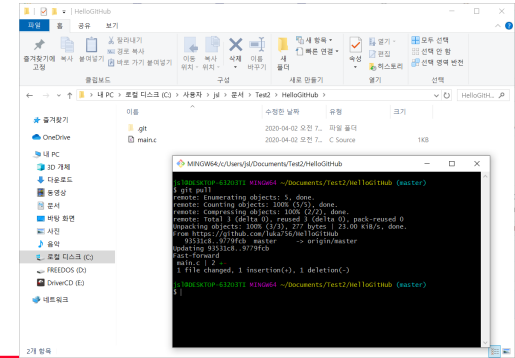 HelloGitHub
파일 홈 공유 보기
즐겨찾기에 고정
복사
붙여넣기
잘라내기
경로 복사
바로 가기 붙여넣기
클립보드
이동 위치
복사 위치
삭제
이름 바꾸기
구성
새 폴더
새 항목
빠른 연결
새로 만들기
속성
열기
편집
히스토리
열기
모두 선택
선택 안 함
선택 영역 반전
선택
내 PC > 로컬 디스크 (C:) > 사용자 > jsl > 문서 > Test2 > HelloGitHub >
HelloGitH...
이름 수정한 날짜 유형 크기
.git 2020-04-02 오전 7... 파일 폴더
main.c 2020-04-02 오전 7... C Source 1KB
즐겨찾기
OneDrive
내 PC
3D 개체
다운로드
동영상
문서
바탕 화면
사진
음악
로컬 디스크 (C:)
FREEDOS (D:)
DriverCD (E:)
네트워크
2개 항목
MINGW64:/c/Users/jsl/Documents/Test2/HelloGitHub
jsl@DESKTOP-632O31I MINGW64 ~/Documents/Test2/HelloGitHub (master)
$ git pull
remote: Enumerating objects: 5, done.
remote: Counting objects: 100% (5/5), done.
remote: Compressing objects: 100% (2/2), done.
remote: Total 3 (delta 0), reused 3 (delta 0), pack-reused 0
Unpacking objects: 100% (3/3), 277 bytes | 23.00 KiB/s, done.
From https://github.com/luka756/HelloGitHub
93531c8..9779fcb master -> origin/master
Updating 93531c8..9779fcb
Fast-forward
main.c | 2 +-
1 file changed, 1 insertion(+), 1 deletion(-)
jsl@DESKTOP-632O31I MINGW64 ~/Documents/Test2/HelloGitHub (master)
$